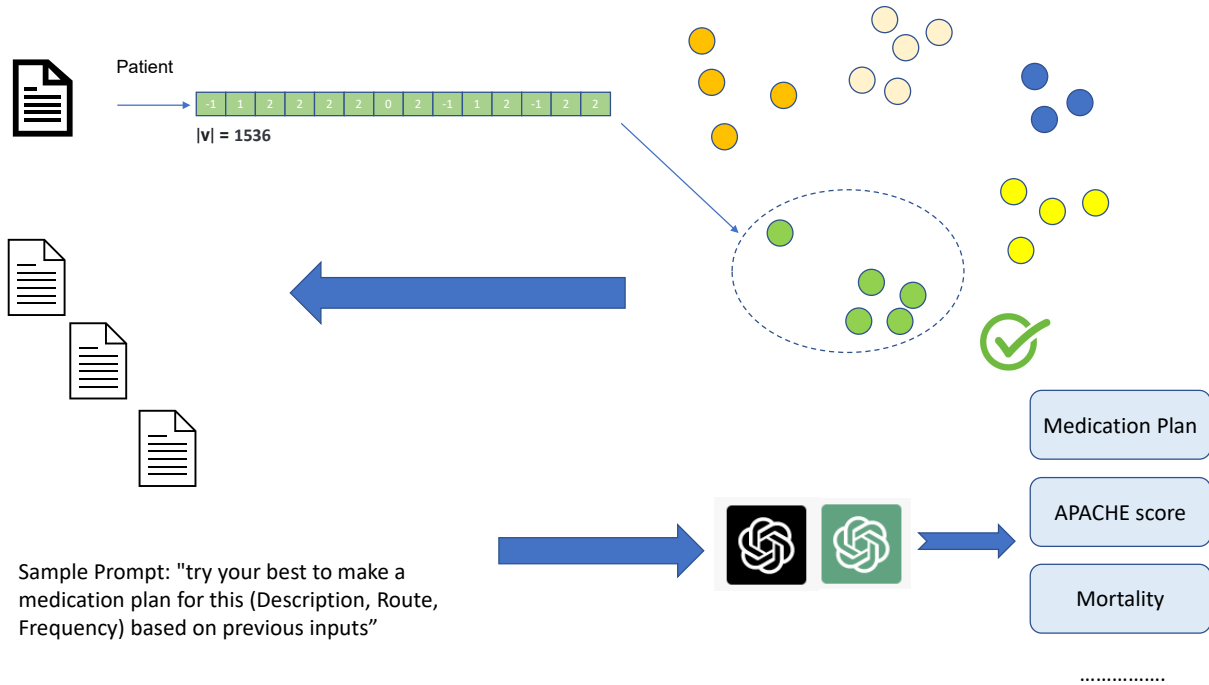 Patient
-1 1 2 2 2 2 0 2 -1 1 2 -1 2 2
|v| = 1536
Medication Plan
APACHE score
Sample Prompt: "try your best to make a
medication plan for this (Description, Route,
Frequency) based on previous inputs”
Mortality
................